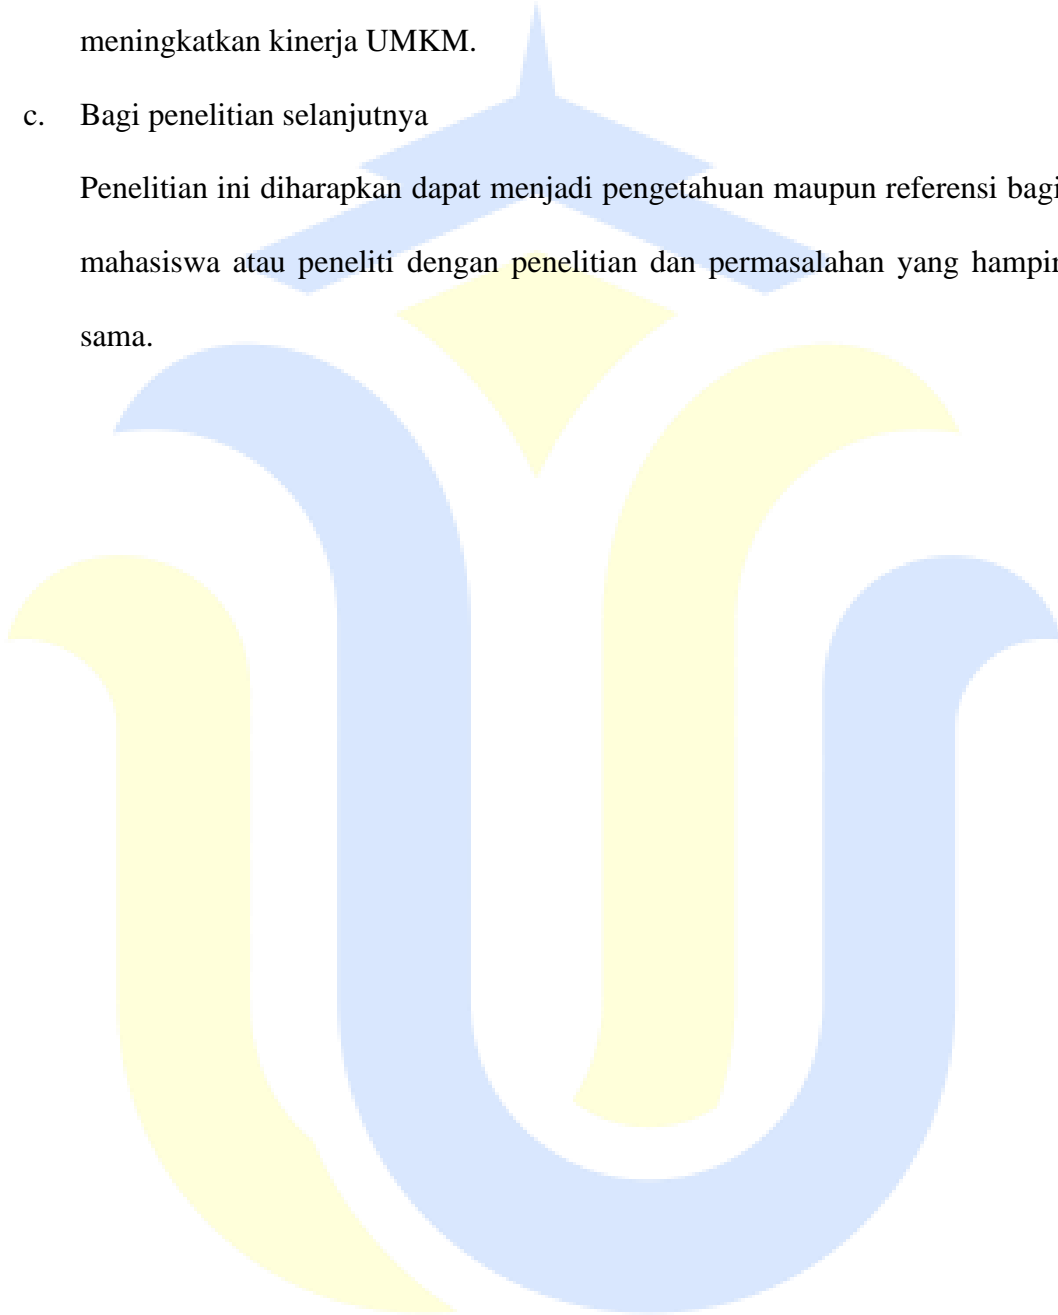 meningkatkan kinerja UMKM.
c. Bagi penelitian selanjutnya
Penelitian ini diharapkan dapat menjadi pengetahuan maupun referensi bagi
mahasiswa atau peneliti dengan penelitian dan permasalahan yang hampir
sama.